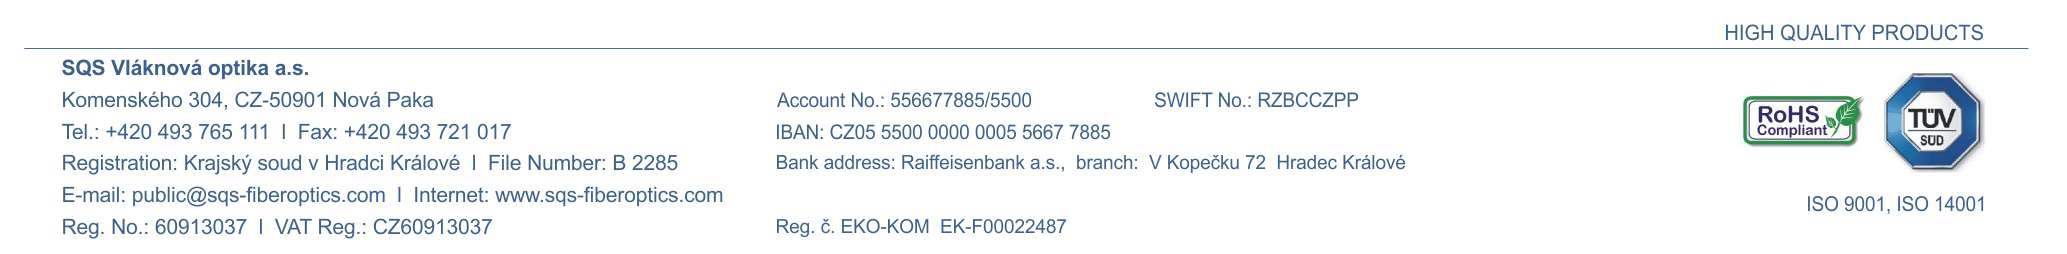 HIGH QUALITY PRODUCTS
SQS Vláknová optika a.s.
Komenského 304, CZ-50901 Nová Paka
Tel.: +420 493 765 111 I Fax: +420 493 721 017
Registration: Krajský soud v Hradci Králové I File Number: B 2285
E-mail: public@sqs-fiberoptics.com I Internet: www.sqs-fiberoptics.com
Reg. No.: 60913037 I VAT Reg.: CZ60913037
Account No.: 556677885/5500 SWIFT No.: RZBCCZPP
IBAN: CZ05 5500 0000 0005 5667 7885
Bank address: Raiffeisenbank a.s., branch: V Kopečku 72 Hradec Králové
Reg. č. EKO-KOM EK-F00022487
RoHS
Compliant
TÜV
SÜD
ISO 9001, ISO 14001